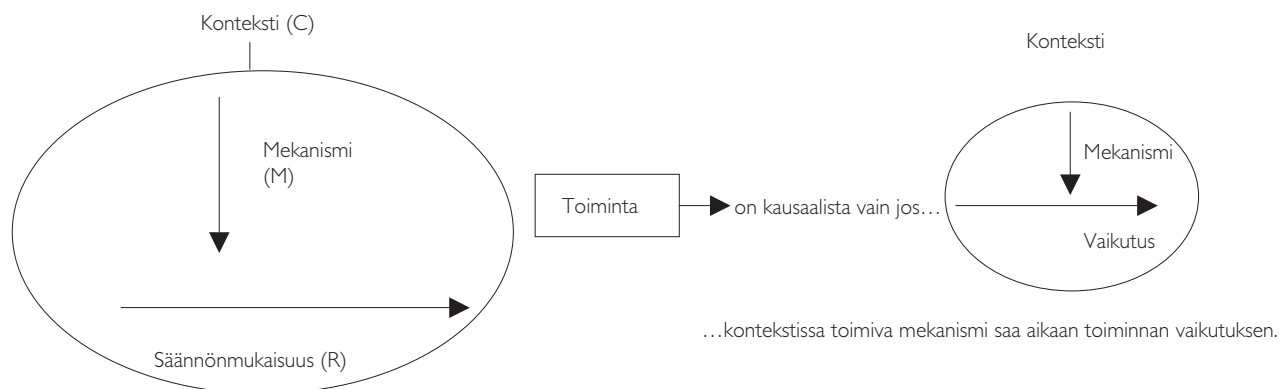 Konteksti (C)
Mekanismi
(M)
Säännönmukaisuus (R)
Toiminta
on kausaalista vain jos…
Konteksti
Mekanismi
Vaikutus
…kontekstissa toimiva mekanismi saa aikaan toiminnan vaikutuksen.